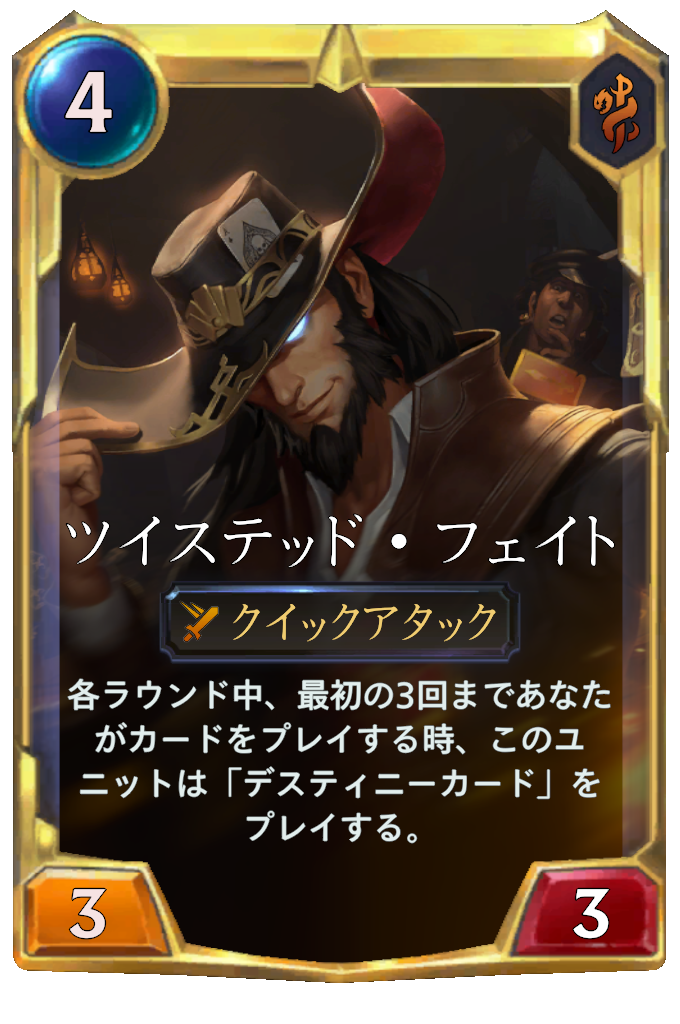 4
ツイステッド・フェイト
クイックアタック
各ラウンド中、最初の3回まであなた
がカードをプレイする時、このユ
ニットは「デスティニーカード」を
プレイする。
3
3